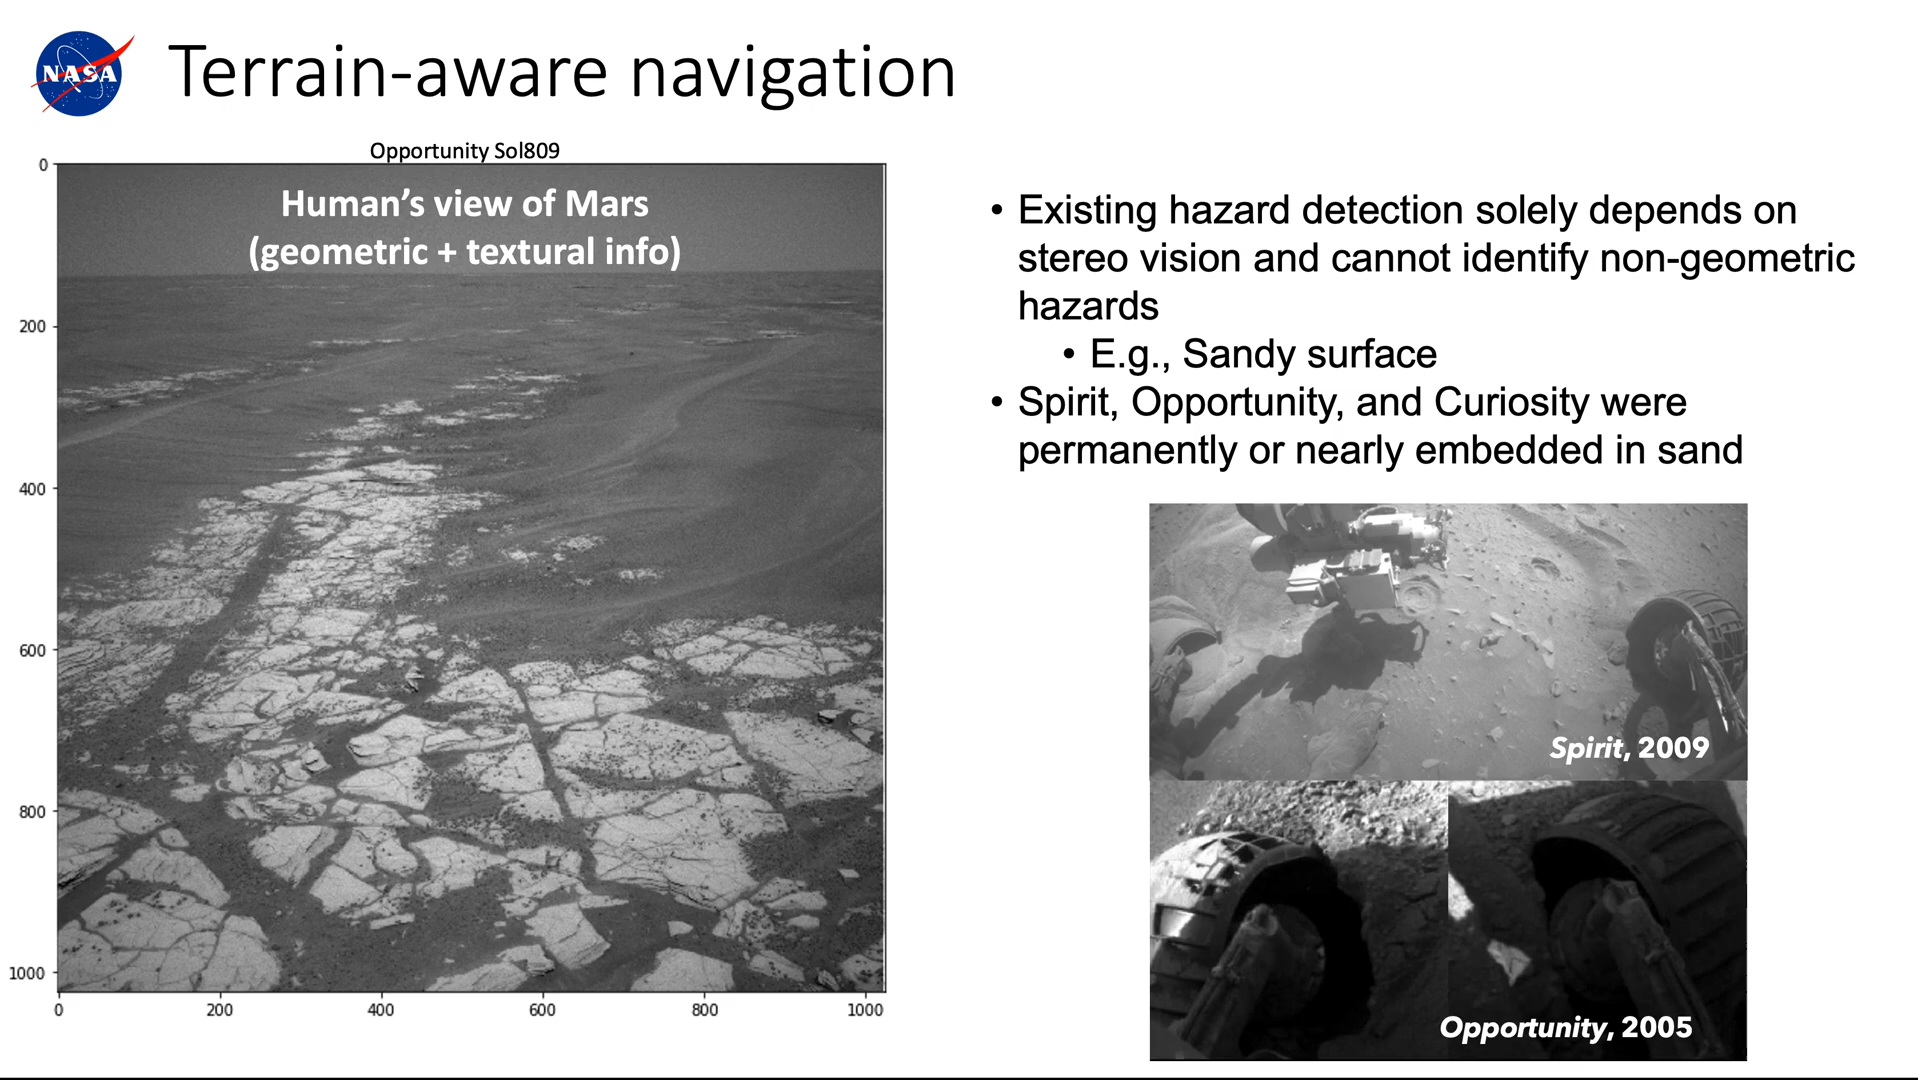 NASA
Terrain-aware navigation
Opportunity Sol809
Human's view of Mars
(geometric + textural info)
0
200
400
600
800
1000
0
200
400
600
800
1000
• Existing hazard detection solely depends on
stereo vision and cannot identify non-geometric
hazards
• E.g., Sandy surface
• Spirit, Opportunity, and Curiosity were
permanently or nearly embedded in sand
Spirit, 2009
Opportunity, 2005